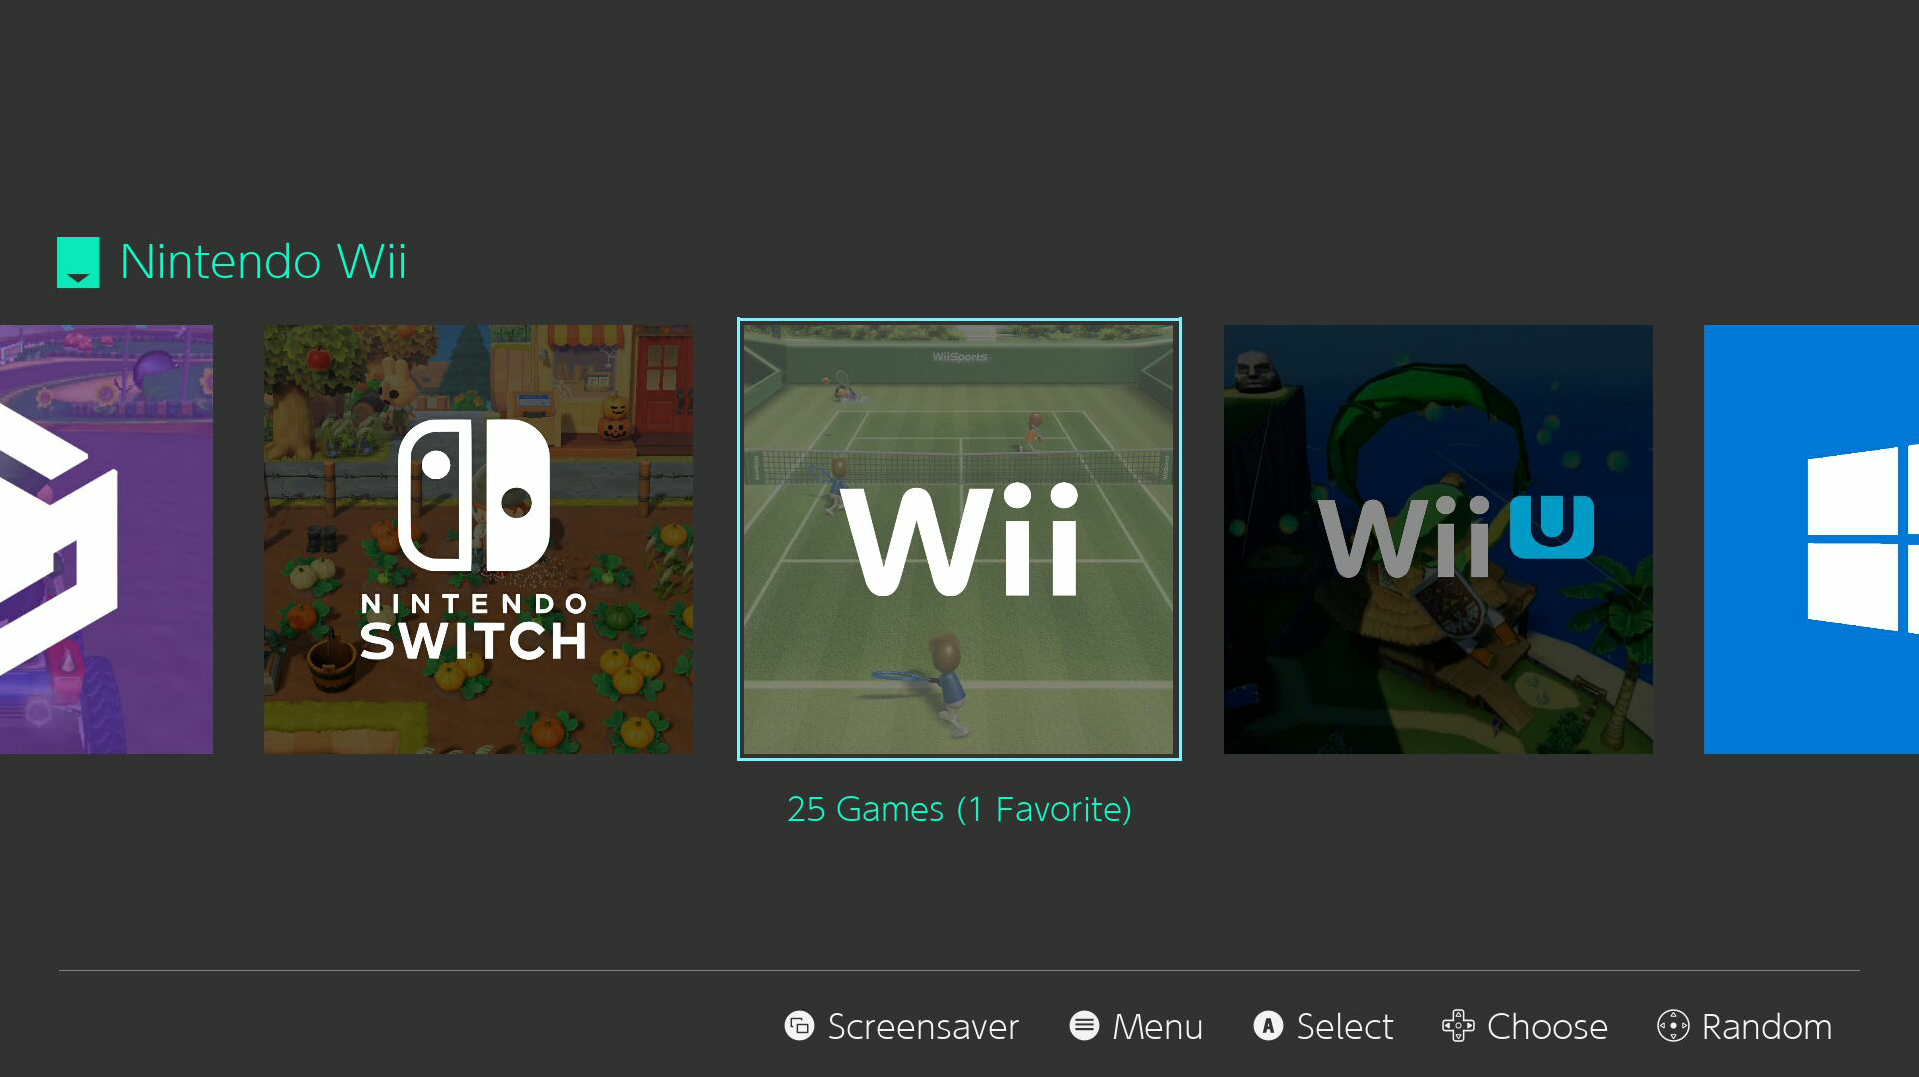 Nintendo Wii
NINTENDO
SWITCH
WiiSports
Wii
Wii U
25 Games (1 Favorite)
Screensaver
Menu
A Select
Choose
Random